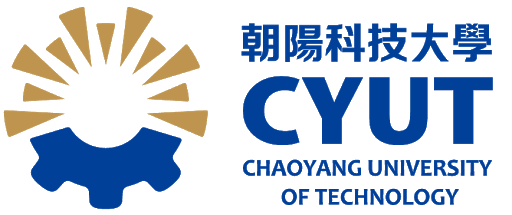 朝陽科技大學
CYUT
CHAOYANG UNIVERSITY
OF TECHNOLOGY